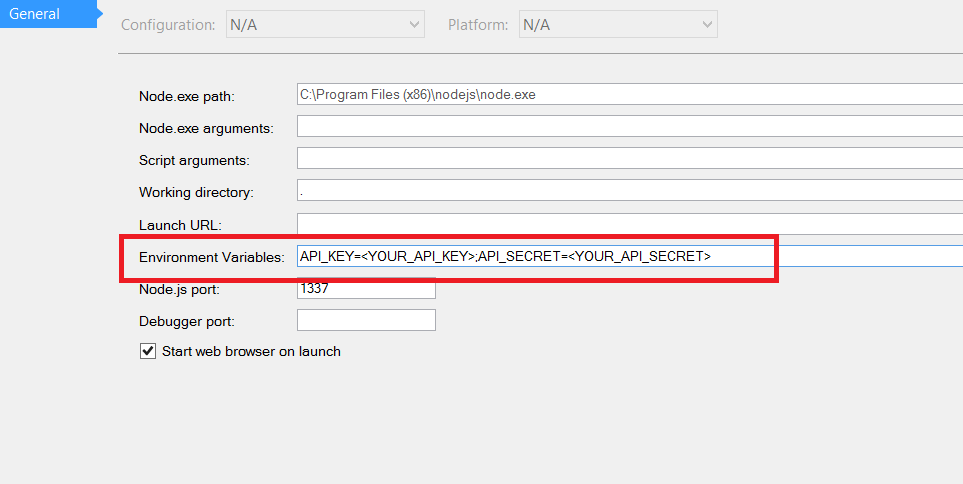 General
Configuration: N/A Platform: N/A
Node.exe path: C:\Program Files (x86)\nodejs\node.exe
Node.exe arguments:
Script arguments:
Working directory: .
Launch URL:
Environment Variables: API_KEY=<YOUR_API_KEY>;API_SECRET=<YOUR_API_SECRET>
Node.js port: 1337
Debugger port:
Start web browser on launch